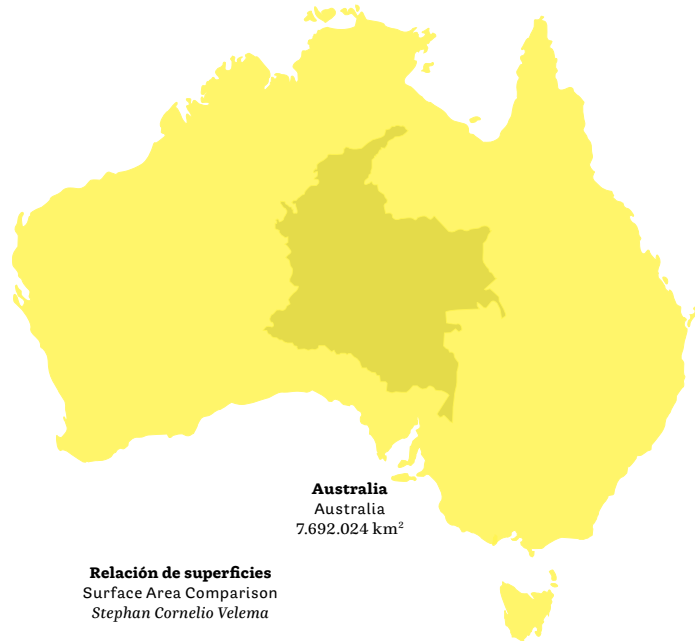 Australia
Australia
7.692.024 km²
Relación de superficies
Surface Area Comparison
Stephan Cornelio Velema